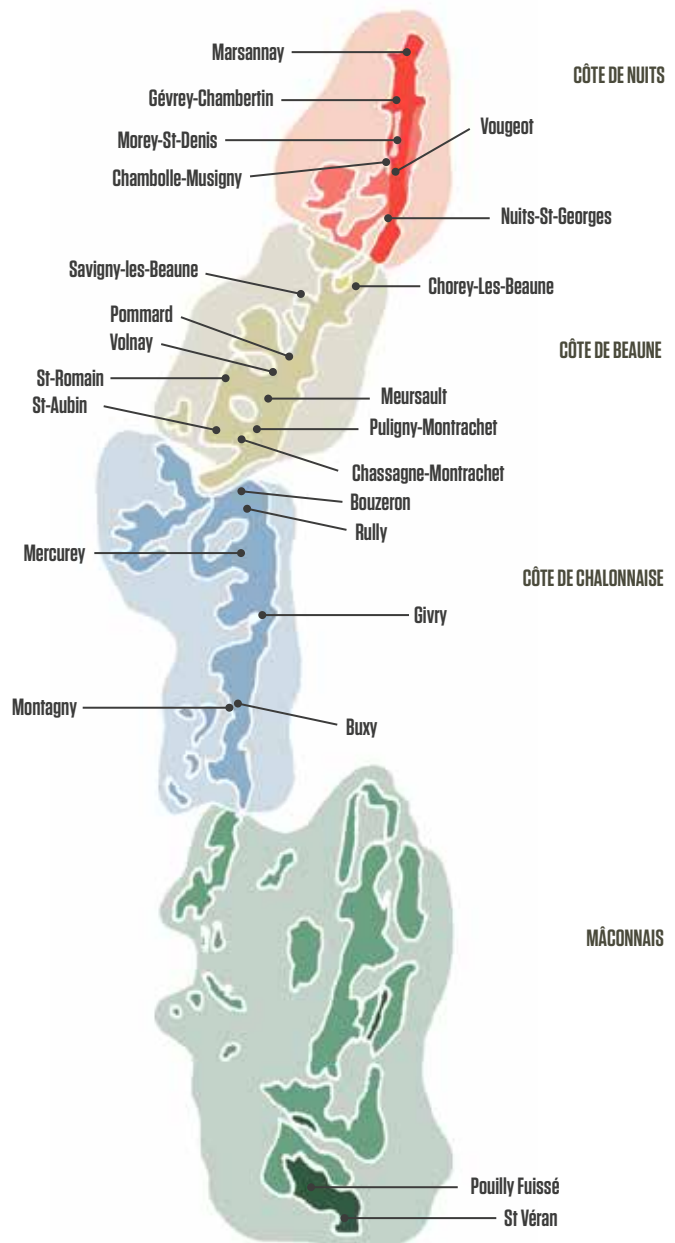 Marsannay
CÔTE DE NUITS
Gévrey-Chambertin
Morey-St-Denis
Vougeot
Chambolle-Musigny
Nuits-St-Georges
Savigny-les-Beaune
Chorey-Les-Beaune
Pommard
Volnay
CÔTE DE BEAUNE
St-Romain
Meursault
St-Aubin
Puligny-Montrachet
Chassagne-Montrachet
Bouzeron
Rully
Mercurey
CÔTE DE CHALONNAISE
Givry
Montagny
Buxy
MÂCONNAIS
Pouilly Fuissé
St Véran